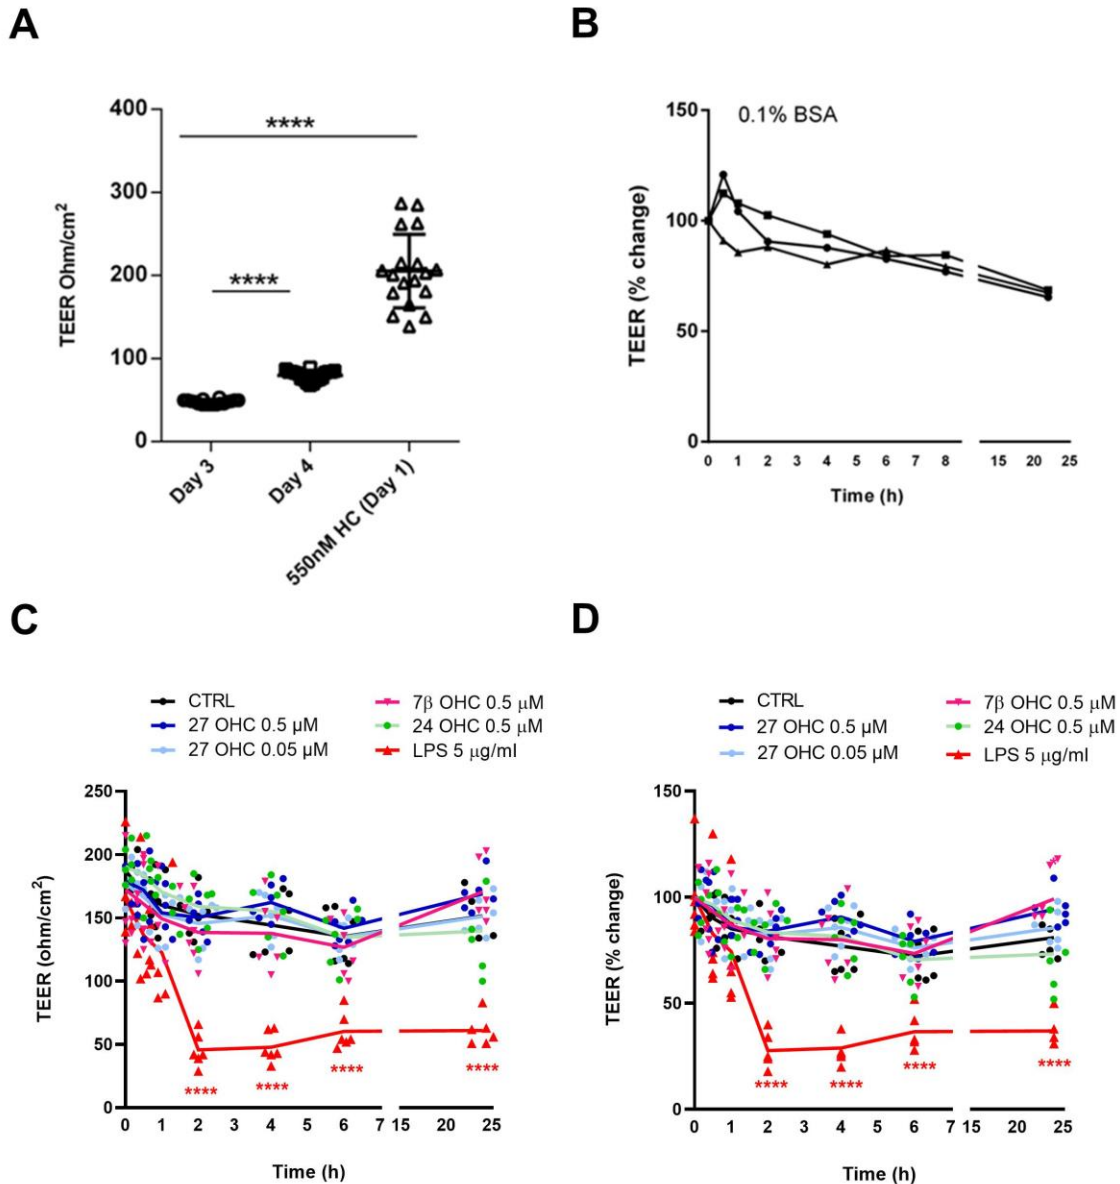 A
400
300
200
100
0
TEER Ohm/cm²
****
****
Day 3
Day 4
550nM HC (Day 1)
B
150
100
50
0
TEER (% change)
0.1% BSA
0 1 2 3 4 6 8 15 20 25
Time (h)
C
CTRL
27 OHC 0.5 µM
27 OHC 0.05 µM
7β OHC 0.5 µM
24 OHC 0.5 µM
LPS 5 µg/ml
250
200
150
100
50
0
TEER (ohm/cm²)
**** **** **** ****
0 1 2 3 4 5 6 7 15 20 25
Time (h)
D
CTRL
27 OHC 0.5 µM
27 OHC 0.05 µM
7β OHC 0.5 µM
24 OHC 0.5 µM
LPS 5 µg/ml
150
100
50
0
TEER (% change)
**** **** **** ****
0 1 2 3 4 5 6 7 15 20 25
Time (h)